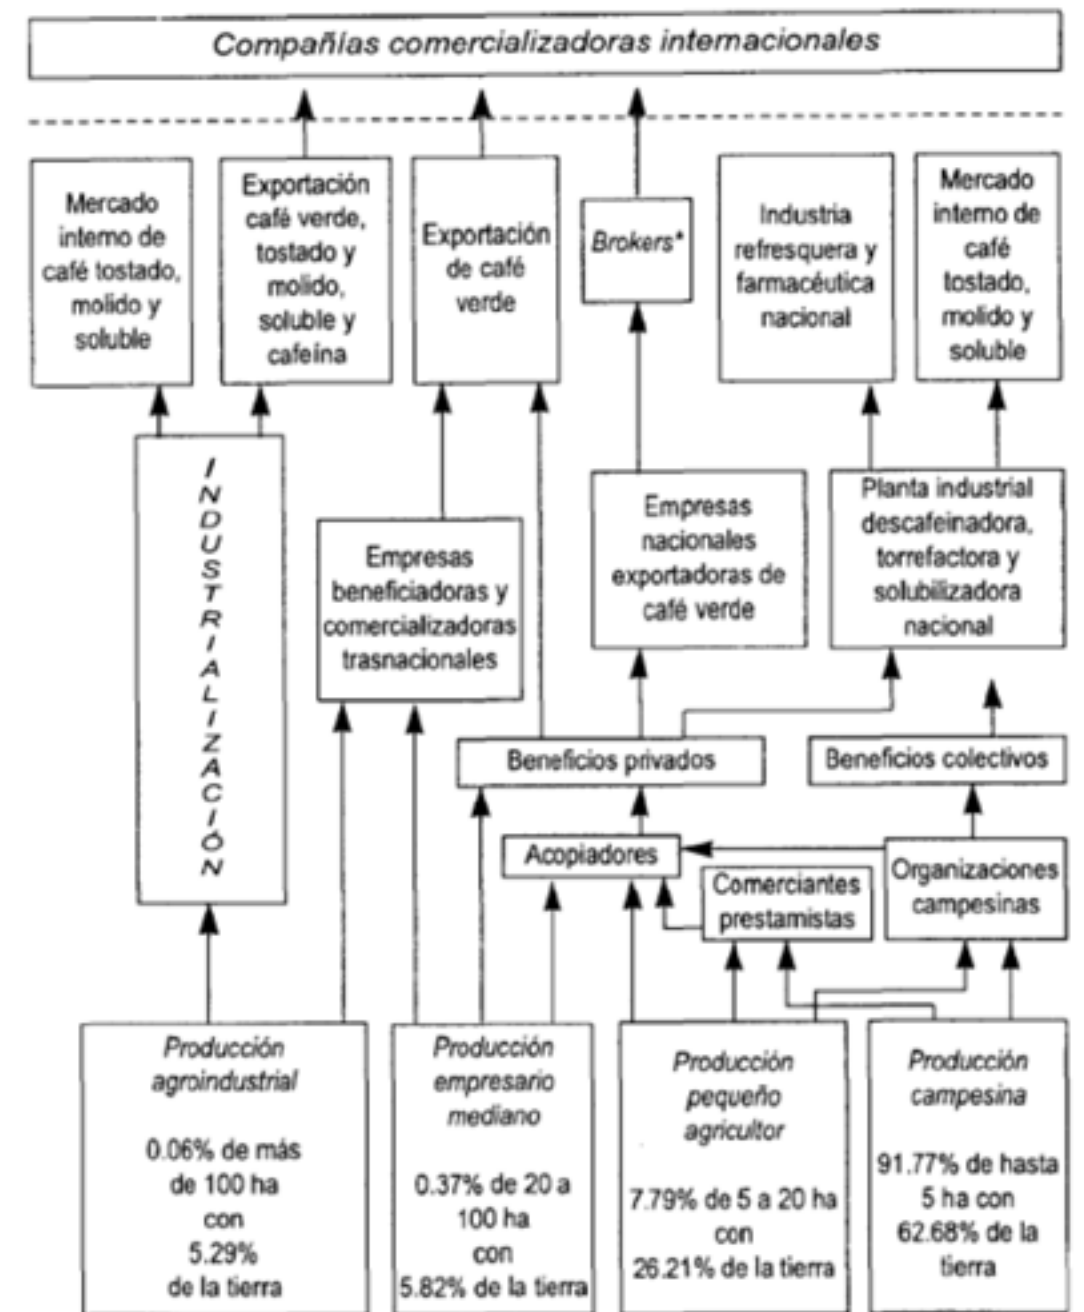 Compañías comercializadoras internacionales
Mercado
interno de
café tostado,
molido y
soluble
Exportación
café verde,
tostado y
molido,
soluble y
cafeína
Exportación
de café
verde
Brokers*
Industria
refresquera y
farmacéutica
nacional
Mercado
interno de
café
tostado,
molido y
soluble
INDUSTRIALIZACIÓN
Empresas
beneficiadoras y
comercializadoras
trasnacionales
Empresas
nacionales
exportadoras de
café verde
Planta industrial
descafeinadora,
torrefactora y
solubilizadora
nacional
Beneficios privados
Beneficios colectivos
Acopiadores
Comerciantes
prestamistas
Organizaciones
campesinas
Producción
agroindustrial
0.06% de más
de 100 ha
con
5.29%
de la tierra
Producción
empresario
mediano
0.37% de 20 a
100 ha
con
5.82% de la tierra
Producción
pequeño
agricultor
7.79% de 5 a 20 ha
con
26.21% de la tierra
Producción
campesina
91.77% de hasta
5 ha con
62.68% de la
tierra